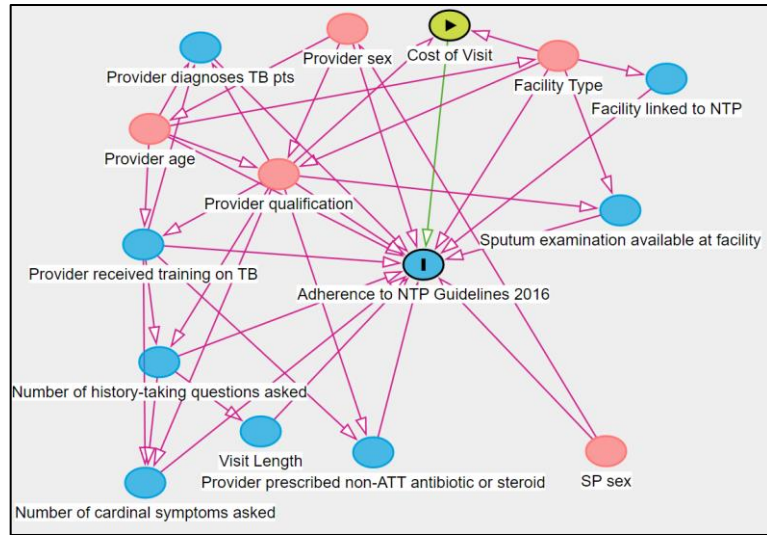 Provider diagnoses TB pts
Provider sex
Cost of Visit
Facility Type
Facility linked to NTP
Provider age
Provider qualification
Sputum examination available at facility
Provider received training on TB
Adherence to NTP Guidelines 2016
Number of history-taking questions asked
Visit Length
Provider prescribed non-ATT antibiotic or steroid
SP sex
Number of cardinal symptoms asked